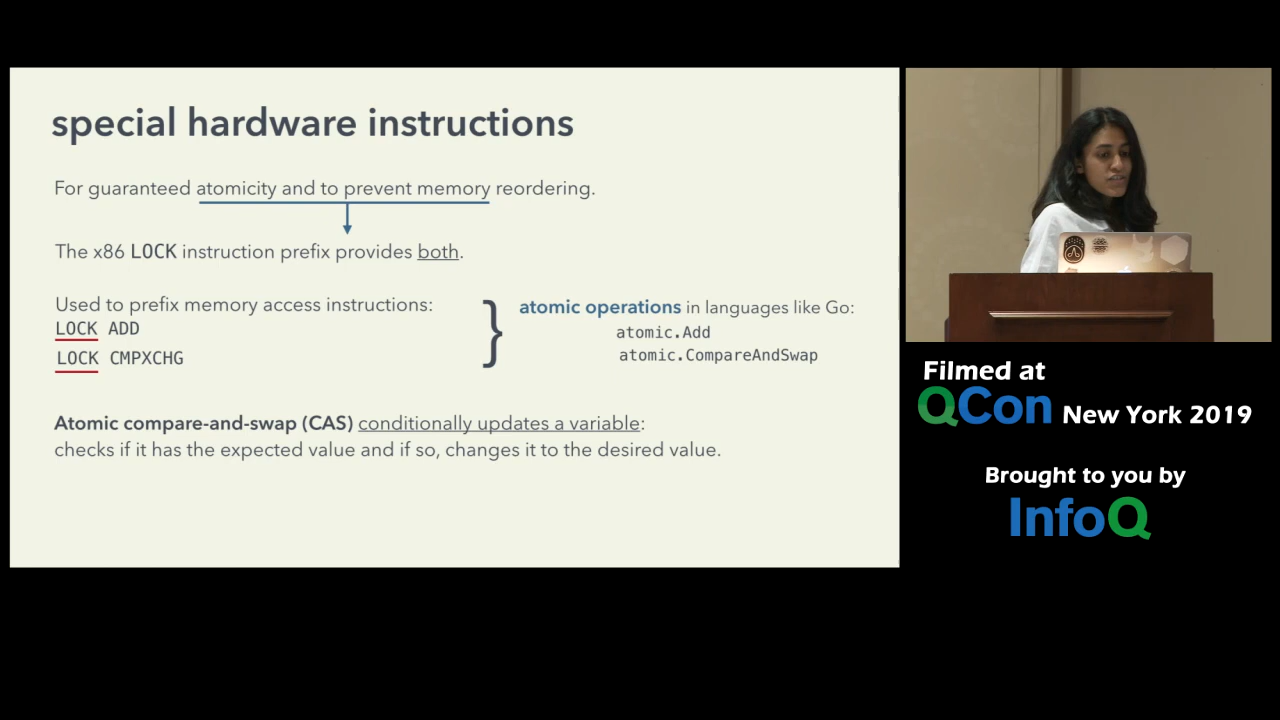 special hardware instructions
For guaranteed atomicity and to prevent memory reordering.
The x86 LOCK instruction prefix provides both.
Used to prefix memory access instructions:
LOCK ADD
LOCK CMPXCHG
}
atomic operations in languages like Go:
atomic.Add
atomic.CompareAndSwap
Atomic compare-and-swap (CAS) conditionally updates a variable:
checks if it has the expected value and if so, changes it to the desired value.
Filmed at
QCon New York 2019
Brought to you by
InfoQ